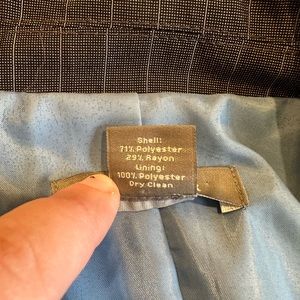 Shell:
71% Polyester
29% Rayon
Lining:
100% Polyester
Dry Clean